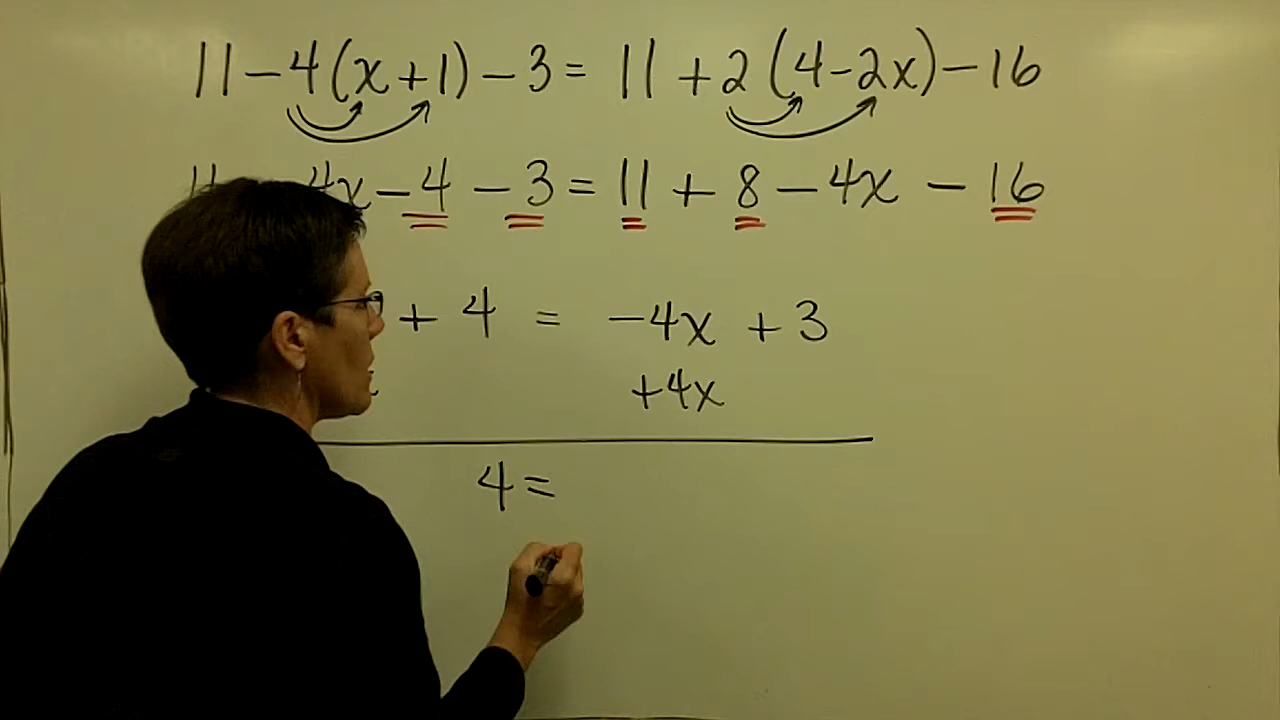 11 - 4(x + 1) - 3 = 11 + 2(4 - 2x) - 16
11 - 4x - 4 - 3 = 11 + 8 - 4x - 16
+ 4 = -4x + 3
+4x
4 =